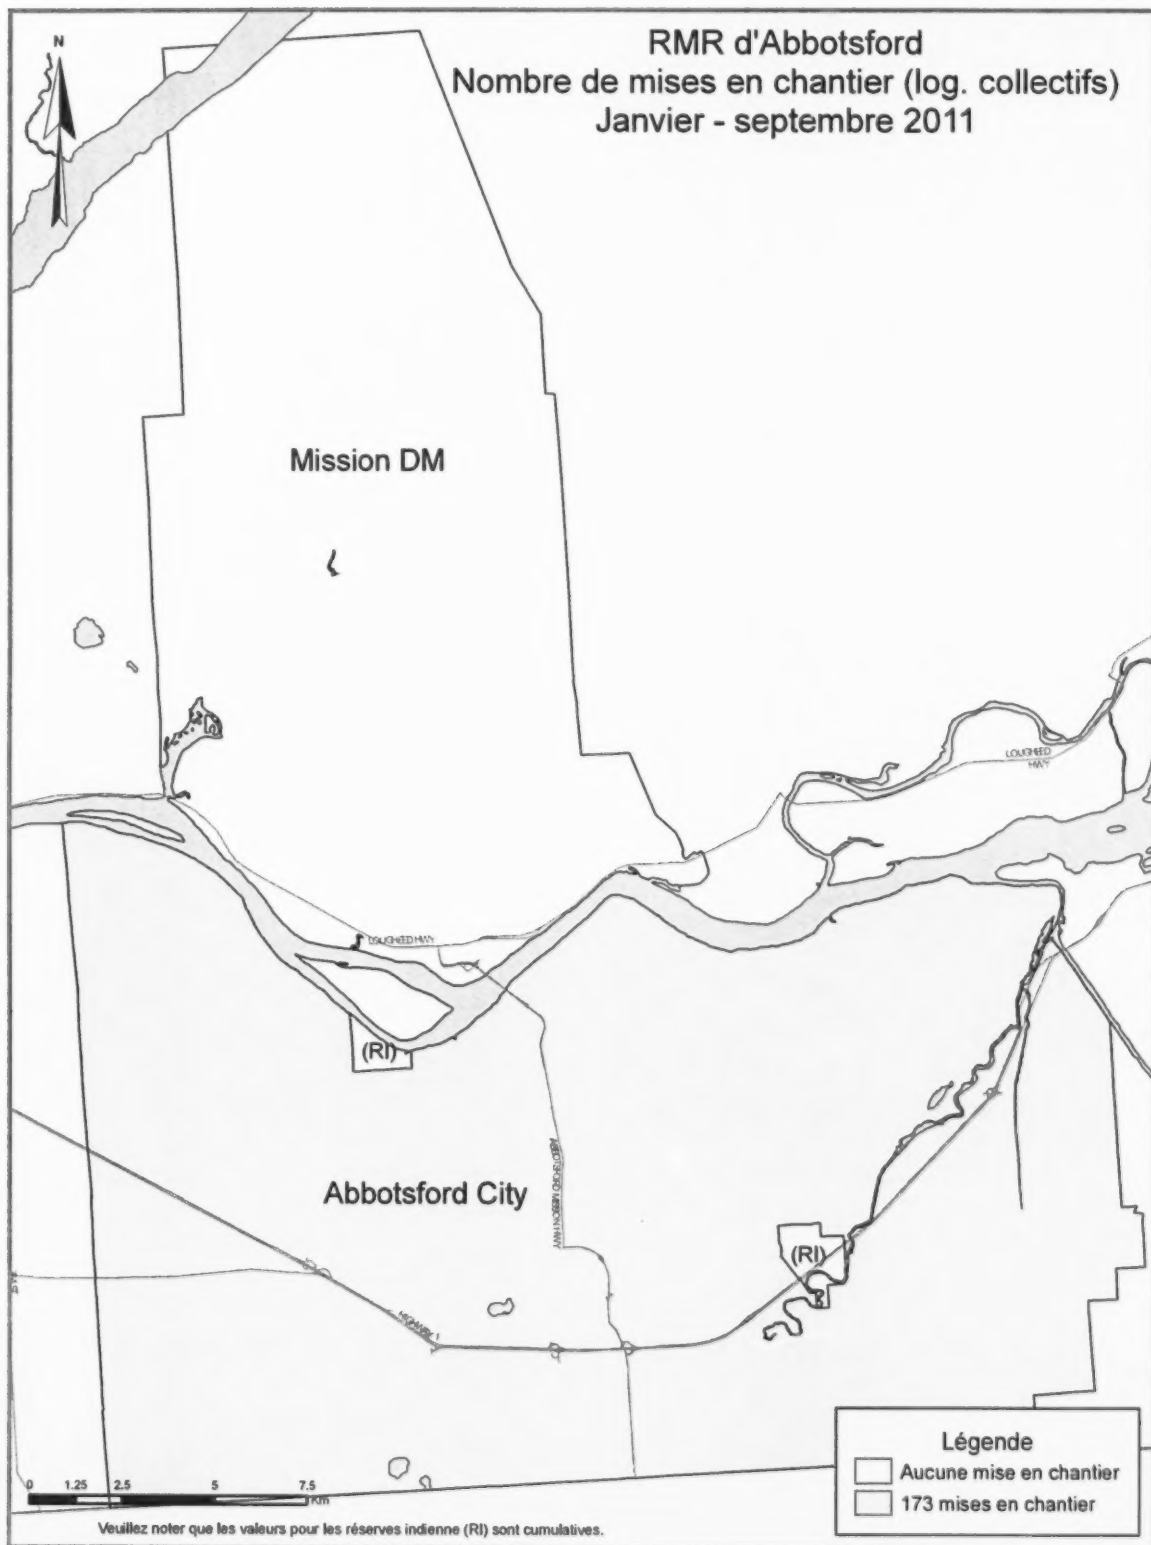 N
RMR d'Abbotsford
Nombre de mises en chantier (log. collectifs)
Janvier - septembre 2011
Mission DM
LOUGHEED
HWY
LOUGHEED HWY
(RI)
ABBOTSFORD MISSION HWY
Abbotsford City
(RI)
HIGHWAY 1
Légende
Aucune mise en chantier
173 mises en chantier
0 1.25 2.5 5 7.5
Km
Veuillez noter que les valeurs pour les réserves indienne (RI) sont cumulatives.